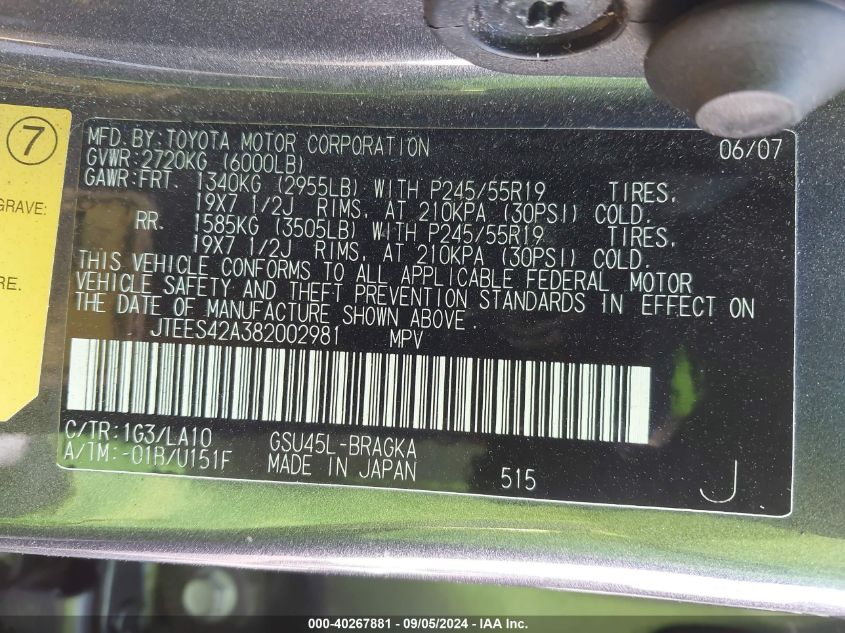 7
GRAVE:
RE.
MFD. BY: TOYOTA MOTOR CORPORATION 06/07
GVWR: 2720KG (6000LB)
GAWR: FRT. 1340KG (2955LB) WITH P245/55R19 TIRES,
19X7 1/2J RIMS, AT 210KPA (30PSI) COLD.
RR. 1585KG (3505LB) WITH P245/55R19 TIRES,
19X7 1/2J RIMS, AT 210KPA (30PSI) COLD.
THIS VEHICLE CONFORMS TO ALL APPLICABLE FEDERAL MOTOR
VEHICLE SAFETY AND THEFT PREVENTION STANDARDS IN EFFECT ON
THE DATE OF MANUFACTURE SHOWN ABOVE.
JTEES42A382002981 MPV
C/TR: 1G3/LA10 GSU45L-BRAGKA
A/TM: -01B/U151F MADE IN JAPAN 515 J
000-40267881 - 09/05/2024 - IAA Inc.